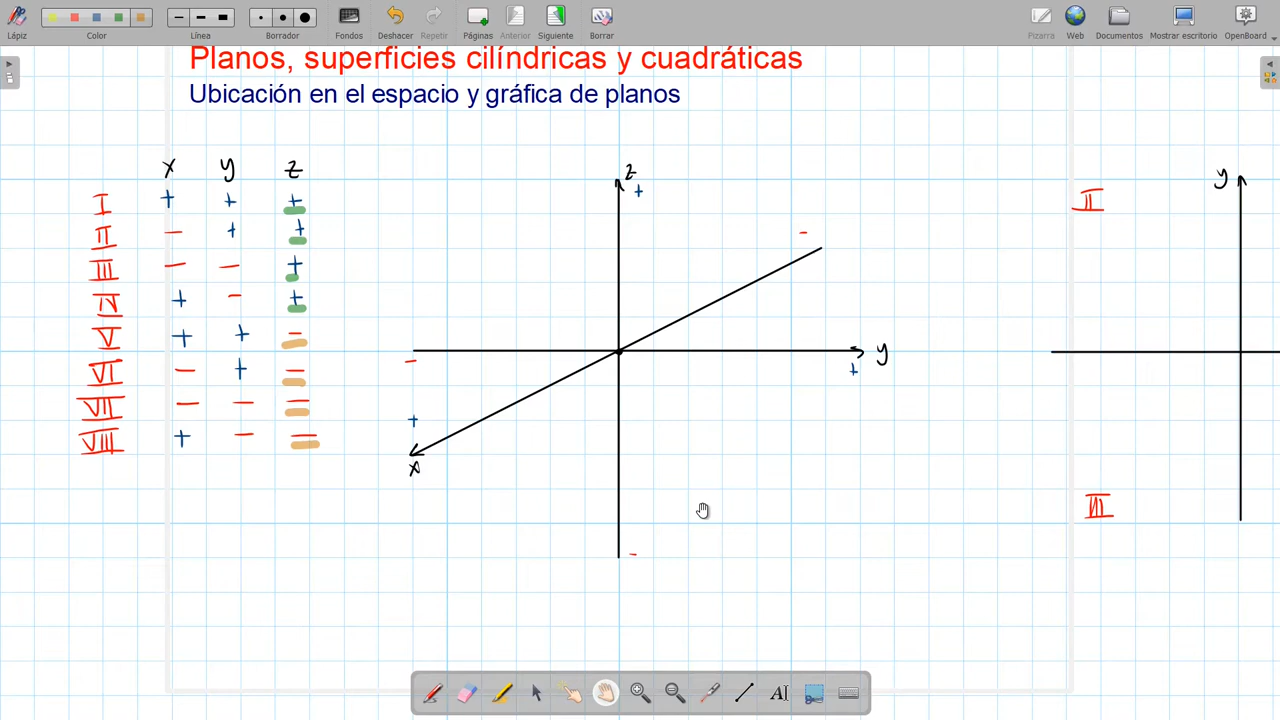 Lápiz Color Línea Borrador Fondos Deshacer Repetir Páginas Anterior Siguiente Borrar Pizarra Web Documentos Mostrar escritorio OpenBoard
Planos, superficies cilíndricas y cuadráticas
Ubicación en el espacio y gráfica de planos
x y z
I + + +
II - + +
III - - +
IV + - +
V + + -
VI - + -
VII - - -
VIII + - -
z
+
-
y
+
-
+
x
-
II
y
III
AI